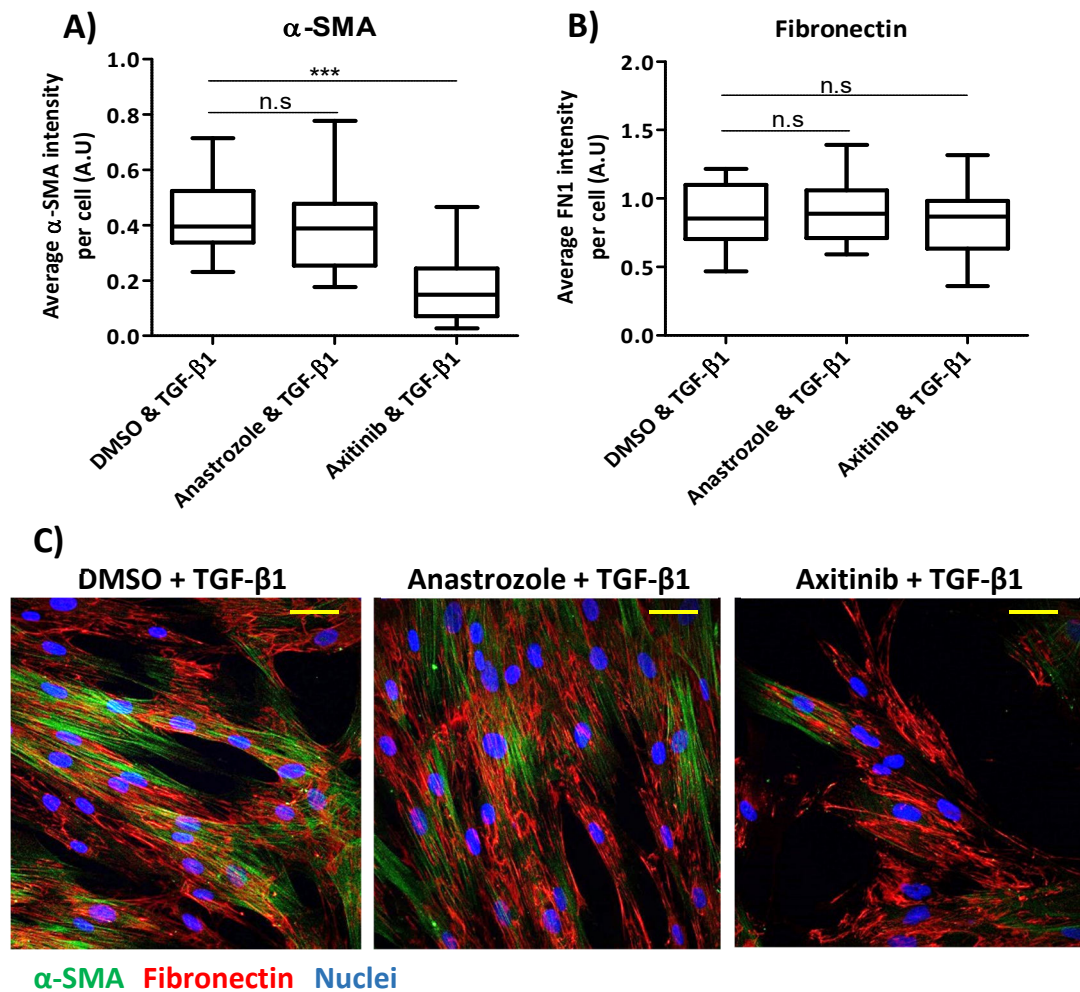 A)
α-SMA
Average α-SMA intensity
per cell (A.U)
1.0
0.8
0.6
0.4
0.2
0.0
***
n.s
DMSO & TGF-β1
Anastrozole & TGF-β1
Axitinib & TGF-β1
B)
Fibronectin
Average FN1 intensity
per cell (A.U)
2.0
1.5
1.0
0.5
0.0
n.s
n.s
DMSO & TGF-β1
Anastrozole & TGF-β1
Axitinib & TGF-β1
C)
DMSO + TGF-β1
Anastrozole + TGF-β1
Axitinib + TGF-β1
α-SMA Fibronectin Nuclei